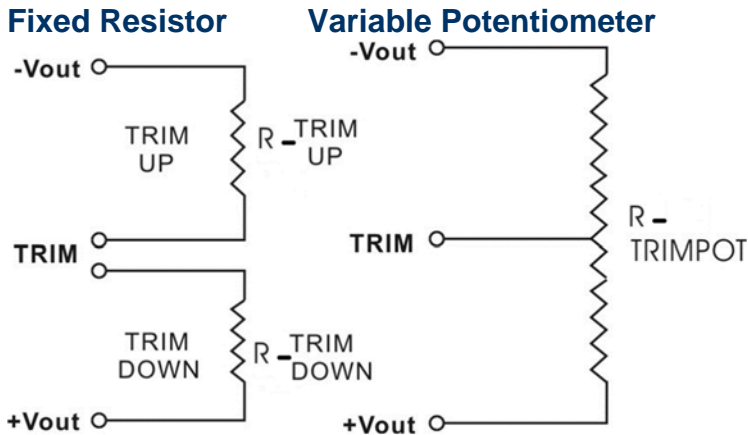 Fixed Resistor
Variable Potentiometer
-Vout
TRIM
UP
R - TRIM
UP
TRIM
TRIM
DOWN
R - TRIM
DOWN
+Vout
-Vout
TRIM
R -
TRIMPOT
+Vout